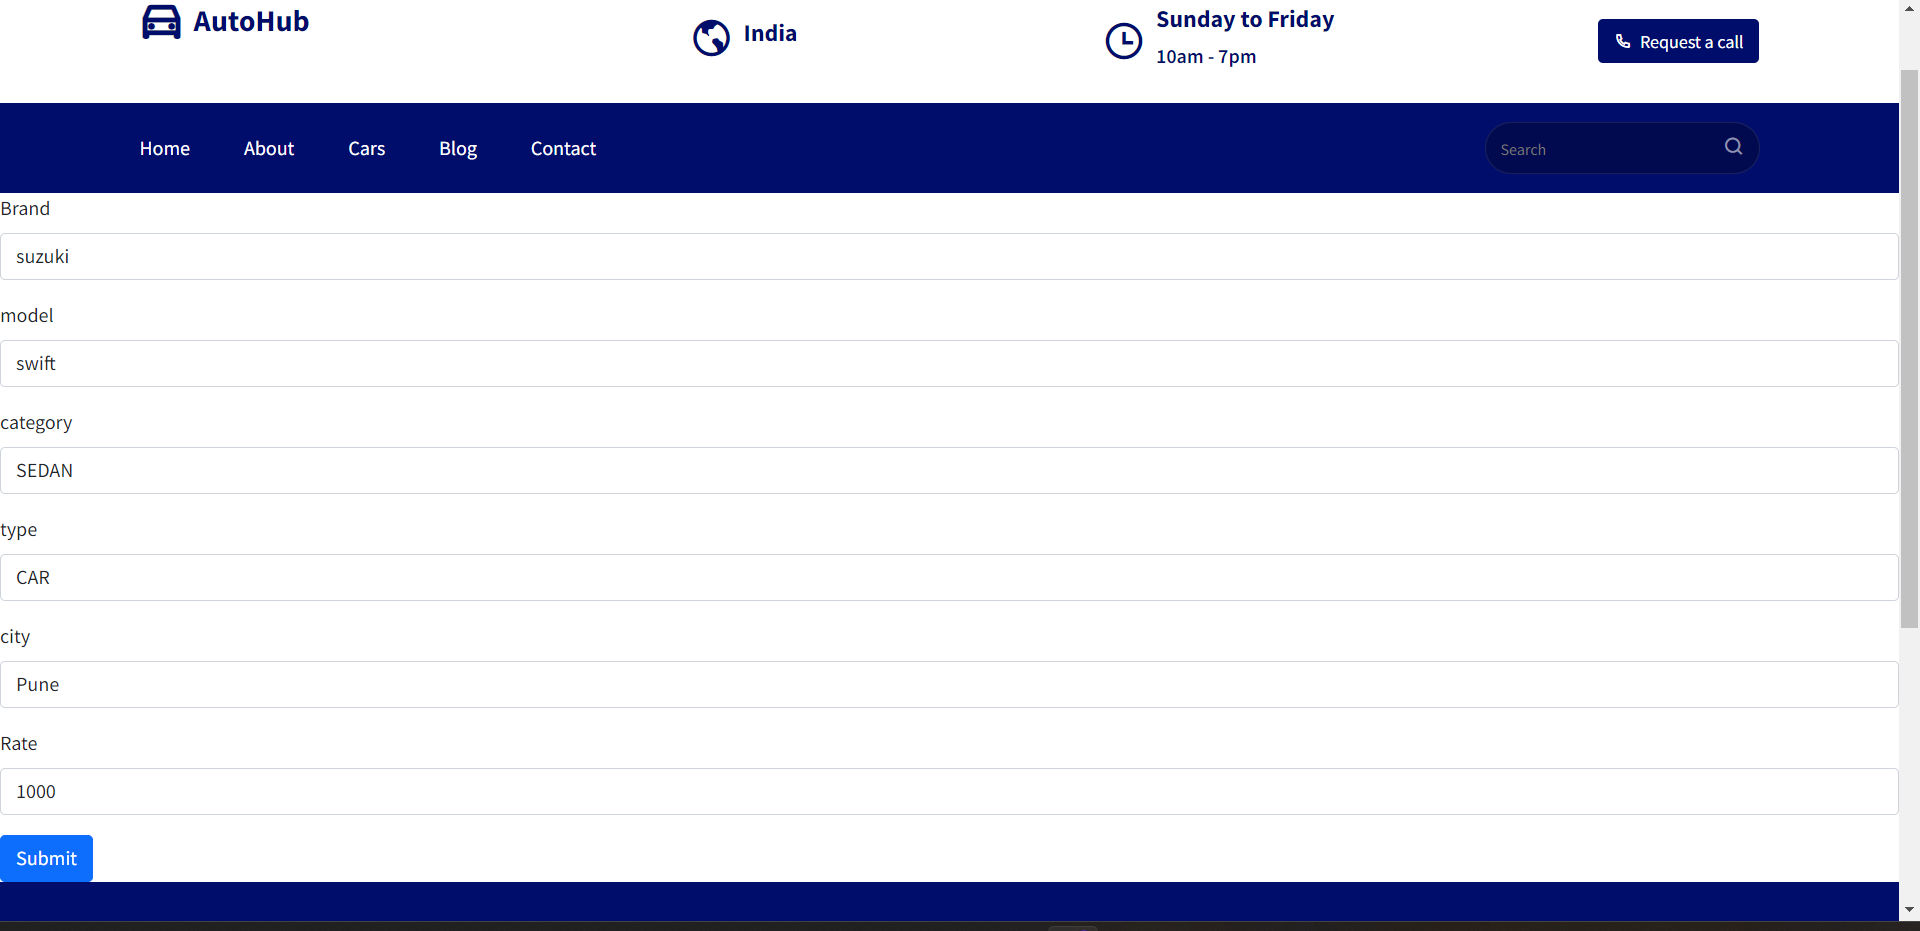 AutoHub
India
Sunday to Friday
10am - 7pm
Request a call
Home
About
Cars
Blog
Contact
Search
Brand
suzuki
model
swift
category
SEDAN
type
CAR
city
Pune
Rate
1000
Submit